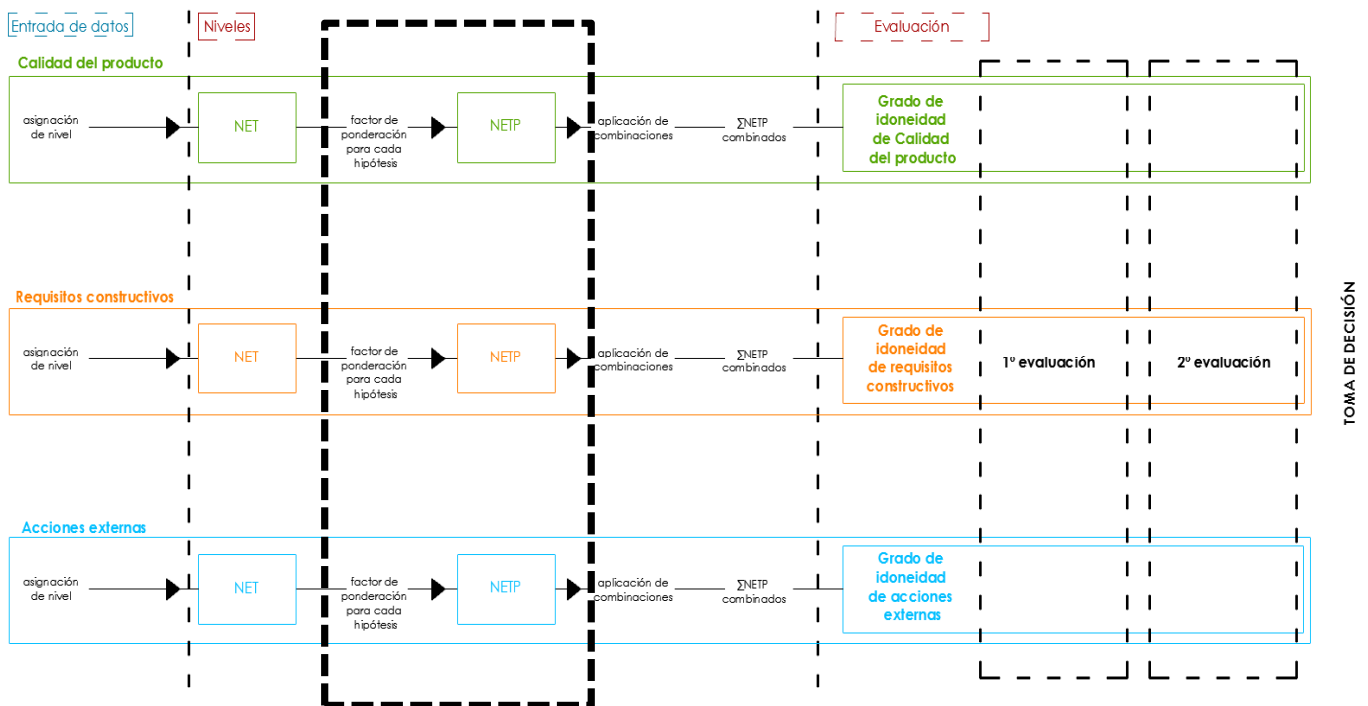 Entrada de datos
Niveles
Evaluación
Calidad del producto
asignación
de nivel
NET
factor de
ponderación
para cada
hipótesis
NETP
aplicación de
combinaciones
∑NETP
combinados
Grado de
idoneidad
de Calidad
del producto
Requisitos constructivos
asignación
de nivel
NET
factor de
ponderación
para cada
hipótesis
NETP
aplicación de
combinaciones
∑NETP
combinados
Grado de
idoneidad
de requisitos
constructivos
1º evaluación
2º evaluación
TOMA DE DECISIÓN
Acciones externas
asignación
de nivel
NET
factor de
ponderación
para cada
hipótesis
NETP
aplicación de
combinaciones
∑NETP
combinados
Grado de
idoneidad
de acciones
externas